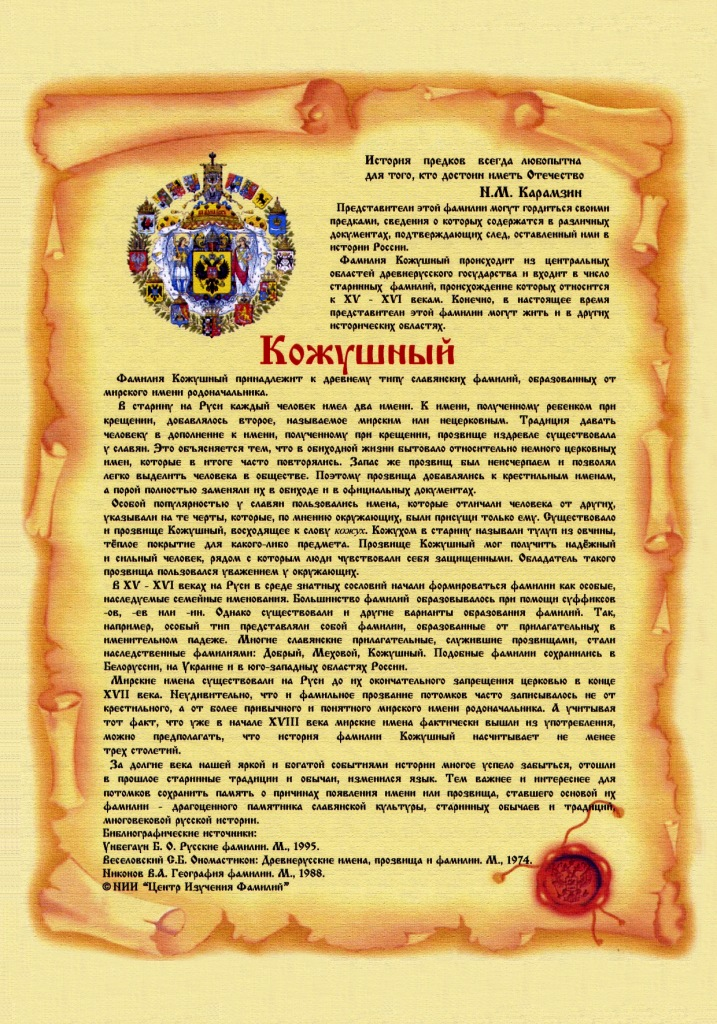 История предков всегда любопытна
для того, кто достоин иметь Отечество
Н.М. Карамзин
Представители этой фамилии могут гордиться своими
предками, сведения о которых содержатся в различных
документах, подтверждающих след, оставленный ими в
истории России.
Фамилия Кожушный происходит из центральных
областей древнерусского государства и входит в число
старинных фамилий, происхождение которых относится
к XV - XVI векам. Конечно, в настоящее время
представители этой фамилии могут жить и в других
исторических областях.
Кожушный
Фамилия Кожушный принадлежит к древнему типу славянских фамилий, образованных от
мирского имени родоначальника.
В старину на Руси каждый человек имел два имени. К имени, полученному ребенком при
крещении, добавлялось второе, называемое мирским или нецерковным. Традиция давать
человеку в дополнение к имени, полученному при крещении, прозвище издревле существовала
у славян. Это объясняется тем, что в обиходной жизни бытовало относительно немного церковных
имен, которые в итоге часто повторялись. Запас же прозвищ был неисчерпаем и позволял
легко выделить человека в обществе. Поэтому прозвища добавлялись к крестильным именам,
а порой полностью заменяли их в обиходе и в официальных документах.
Особой популярностью у славян пользовались имена, которые отличали человека от других,
указывали на те черты, которые, по мнению окружающих, были присущи только ему. Существовало
и прозвище Кожушный, восходящее к слову кожух. Кожухом в старину называли тулуп из овчины,
тёплое покрытие для какого-либо предмета. Прозвище Кожушный мог получить надёжный
и сильный человек, рядом с которым люди чувствовали себя защищенными. Обладатель такого
прозвища пользовался уважением у окружающих.
В XV - XVI веках на Руси в среде знатных сословий начали формироваться фамилии как особые,
наследуемые семейные именования. Большинство фамилий образовывалось при помощи суффиксов
-ов, -ев или -ин. Однако существовали и другие варианты образования фамилий. Так,
например, особый тип представляли собой фамилии, образованные от прилагательных в
именительном падеже. Многие славянские прилагательные, служившие прозвищами, стали
наследственными фамилиями: Добрый, Меховой, Кожушный. Подобные фамилии сохранились в
Белоруссии, на Украине и в юго-западных областях России.
Мирские имена существовали на Руси до их окончательного запрещения церковью в конце
XVII века. Неудивительно, что и фамильное прозвание потомков часто записывалось не от
крестильного, а от более привычного и понятного мирского имени родоначальника. А учитывая
тот факт, что уже в начале XVIII века мирские имена фактически вышли из употребления,
можно предполагать, что история фамилии Кожушный насчитывает не менее
трех столетий.
За долгие века нашей яркой и богатой событиями истории многое успело забыться, отошли
в прошлое старинные традиции и обычаи, изменился язык. Тем важнее и интереснее для
потомков сохранить память о причинах появления имени или прозвища, ставшего основой их
фамилии - драгоценного памятника славянской культуры, старинных обычаев и традиций
многовековой русской истории.
Библиографические источники:
Унбегаун Б. О. Русские фамилии. М., 1995.
Веселовский С.Б. Ономастикон: Древнерусские имена, прозвища и фамилии. М., 1974.
Никонов В.А. География фамилии. М., 1988.
© НИИ "Центр Изучения Фамилий"